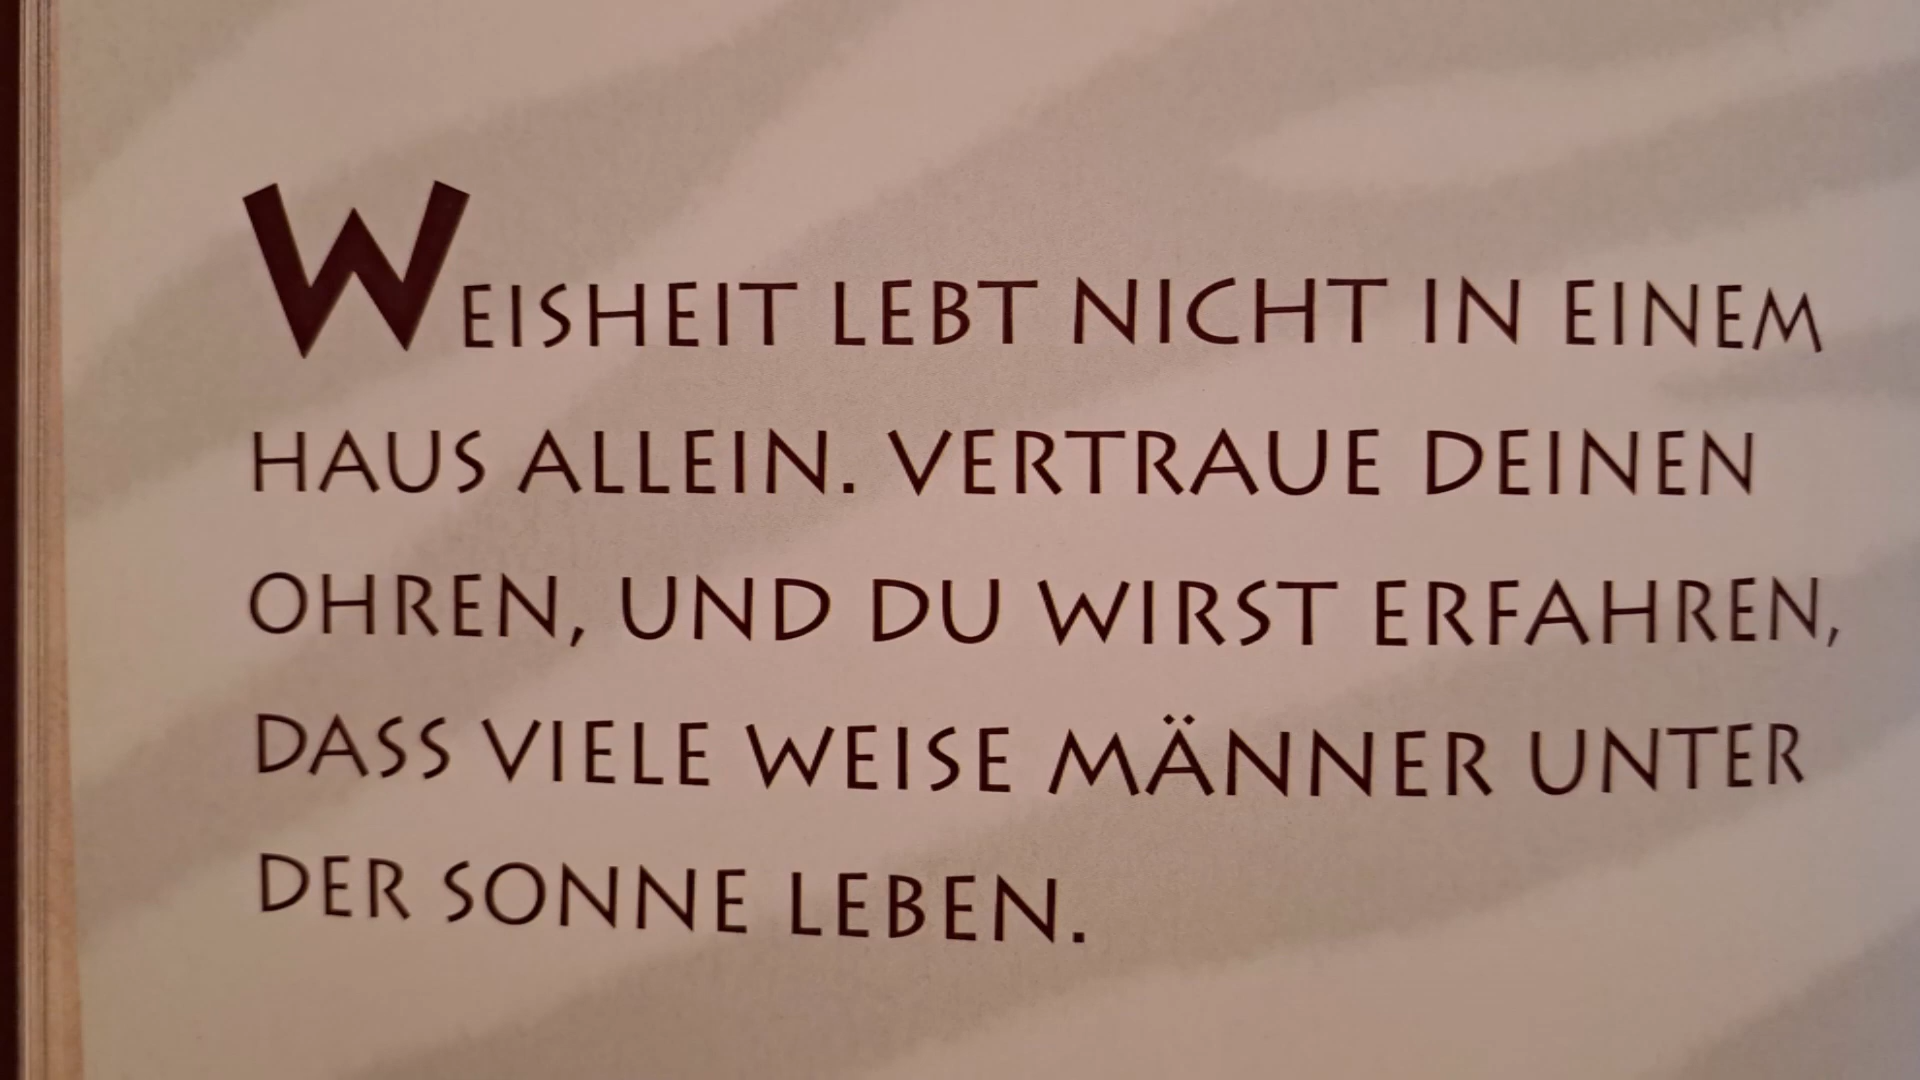 WEISHEIT LEBT NICHT IN EINEM
HAUS ALLEIN. VERTRAUE DEINEN
OHREN, UND DU WIRST ERFAHREN,
DASS VIELE WEISE MÄNNER UNTER
DER SONNE LEBEN.